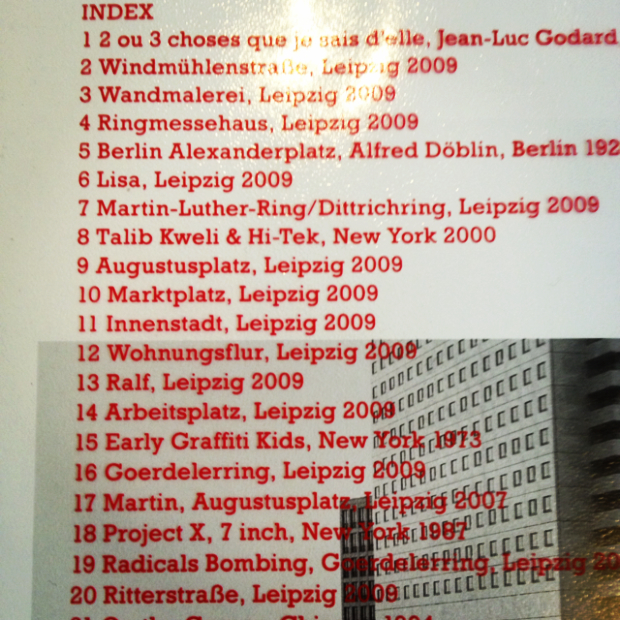 INDEX
1 2 ou 3 choses que je sais d'elle, Jean-Luc Godard
2 Windmühlenstraße, Leipzig 2009
3 Wandmalerei, Leipzig 2009
4 Ringmessehaus, Leipzig 2009
5 Berlin Alexanderplatz, Alfred Döblin, Berlin 192
6 Lisa, Leipzig 2009
7 Martin-Luther-Ring/Dittrichring, Leipzig 2009
8 Talib Kweli & Hi-Tek, New York 2000
9 Augustusplatz, Leipzig 2009
10 Marktplatz, Leipzig 2009
11 Innenstadt, Leipzig 2009
12 Wohnungsflur, Leipzig 2009
13 Ralf, Leipzig 2009
14 Arbeitsplatz, Leipzig 2009
15 Early Graffiti Kids, New York 1973
16 Goerdelerring, Leipzig 2009
17 Martin, Augustusplatz, Leipzig 2007
18 Project X, 7 inch, New York 1987
19 Radicals Bombing, Goerdelerring, Leipzig 20
20 Ritterstraße, Leipzig 2009